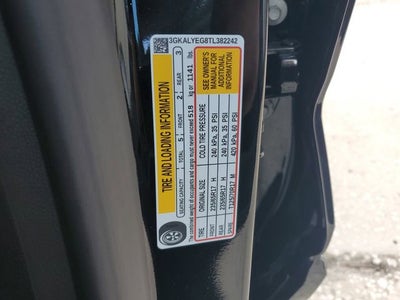 3GKALYEG8TL382242
TIRE AND LOADING INFORMATION
SEATING CAPACITY TOTAL 5 FRONT 2 REAR 3
The combined weight of occupants and cargo must never exceed 518 kg or 1141 lbs.
TIRE ORIGINAL SIZE COLD TIRE PRESSURE
FRONT 235/65R17 H 240 kPa, 35 PSI
REAR 235/65R17 H 240 kPa, 35 PSI
SPARE T125/70R17 M 420 kPa, 60 PSI
SEE OWNER'S
MANUAL FOR
ADDITIONAL
INFORMATION